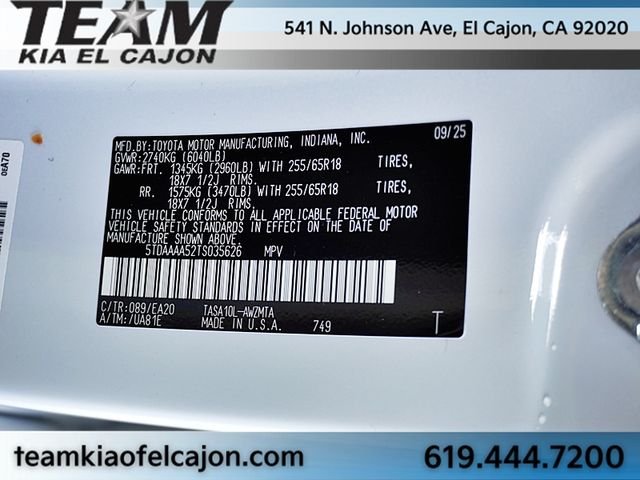 TEAM
KIA EL CAJON
541 N. Johnson Ave, El Cajon, CA 92020
06A70
MFD.BY:TOYOTA MOTOR MANUFACTURING, INDIANA, INC. 09/25
GVWR:2740KG (6040LB)
GAWR:FRT. 1345KG (2960LB) WITH 255/65R18 TIRES,
18X7 1/2J RIMS.
RR. 1575KG (3470LB) WITH 255/65R18 TIRES,
18X7 1/2J RIMS.
THIS VEHICLE CONFORMS TO ALL APPLICABLE FEDERAL MOTOR
VEHICLE SAFETY STANDARDS IN EFFECT ON THE DATE OF
MANUFACTURE SHOWN ABOVE.
5TDAAAA52TS035626 MPV
C/TR:089/EA20 TASA10L-AWZMTA
A/TM:/UA81E MADE IN U.S.A. 749 T
teamkiaofelcajon.com 619.444.7200